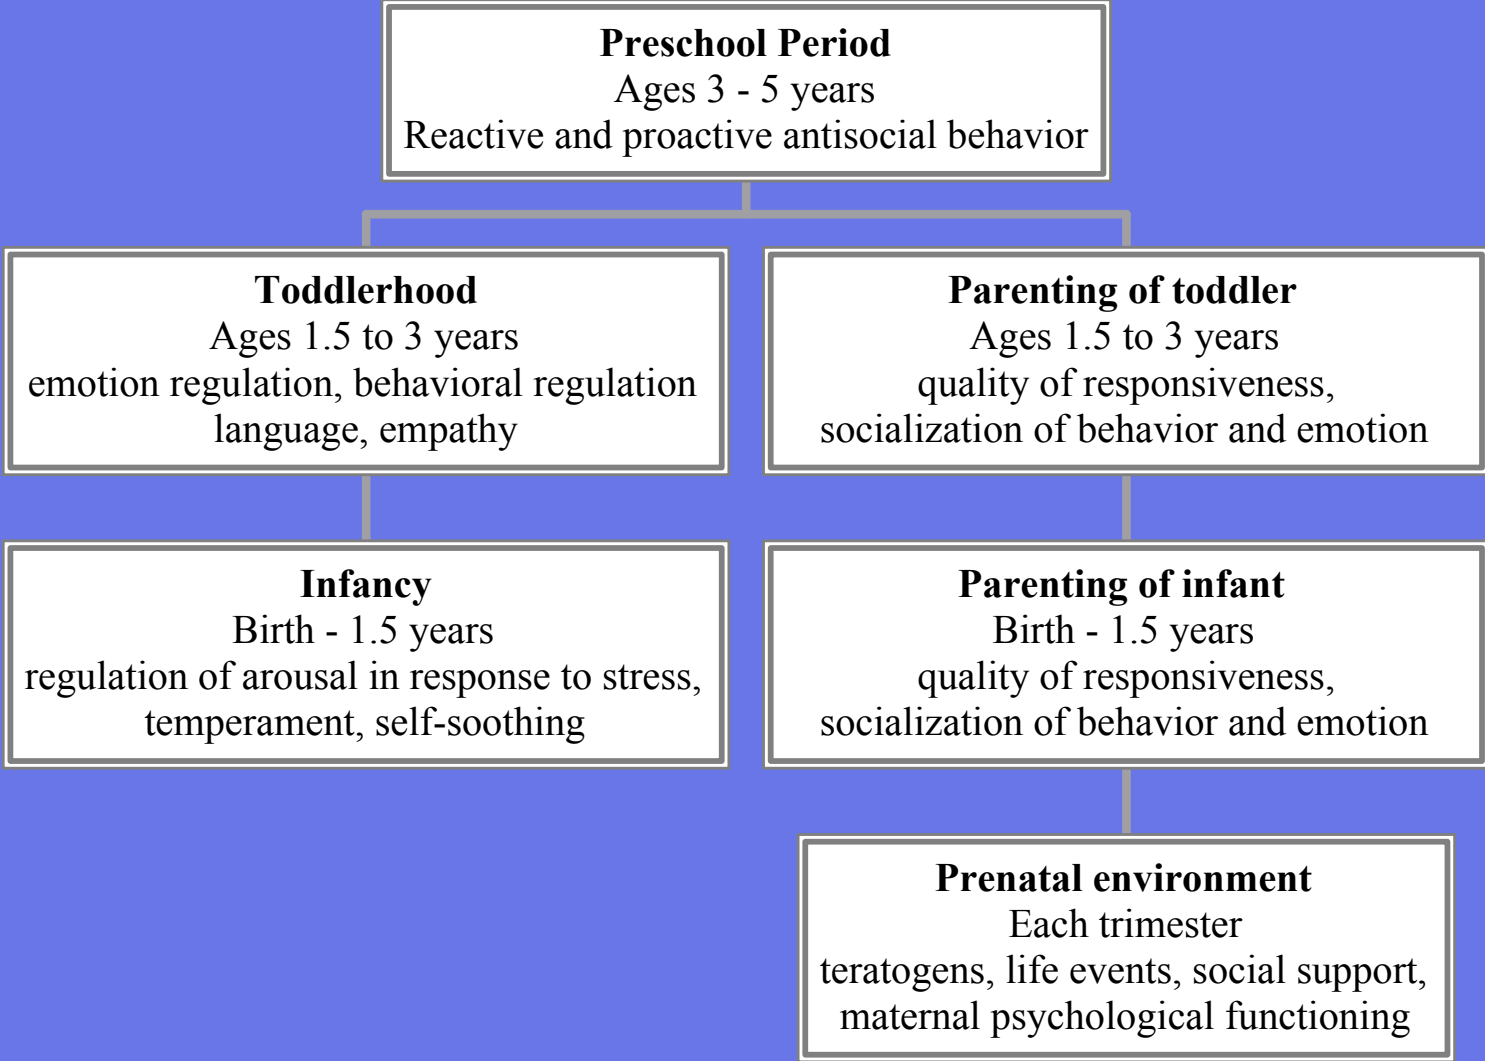 Preschool Period
Ages 3 - 5 years
Reactive and proactive antisocial behavior
Toddlerhood
Ages 1.5 to 3 years
emotion regulation, behavioral regulation
language, empathy
Parenting of toddler
Ages 1.5 to 3 years
quality of responsiveness,
socialization of behavior and emotion
Infancy
Birth - 1.5 years
regulation of arousal in response to stress,
temperament, self-soothing
Parenting of infant
Birth - 1.5 years
quality of responsiveness,
socialization of behavior and emotion
Prenatal environment
Each trimester
teratogens, life events, social support,
maternal psychological functioning